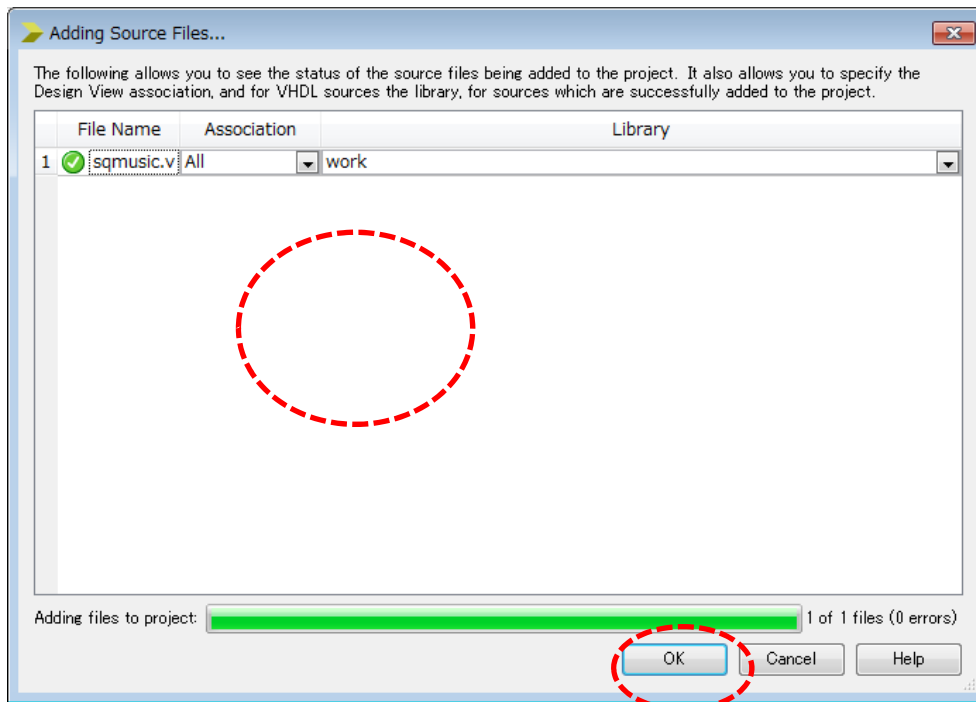 Adding Source Files...
The following allows you to see the status of the source files being added to the project. It also allows you to specify the
Design View association, and for VHDL sources the library, for sources which are successfully added to the project.
File Name Association Library
1 sqmusic.v All work
Adding files to project: 1 of 1 files (0 errors)
OK Cancel Help